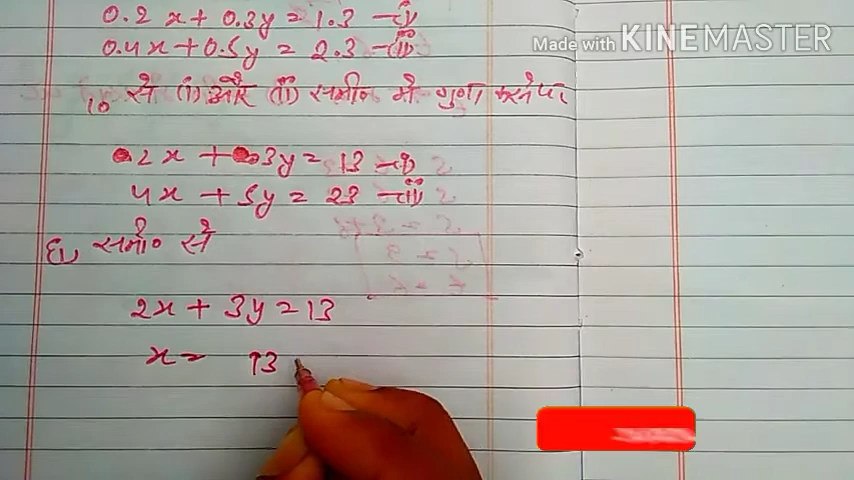 0.2x + 0.3y = 1.3 -(i)
0.4x + 0.5y = 2.3 -(ii)
10 से (i) और (ii) समी० में गुणा करने पर
2x + 3y = 13 -(i)
4x + 5y = 23 -(ii)
समी० से
2x + 3y = 13
x = 13
Made with KINEMASTER